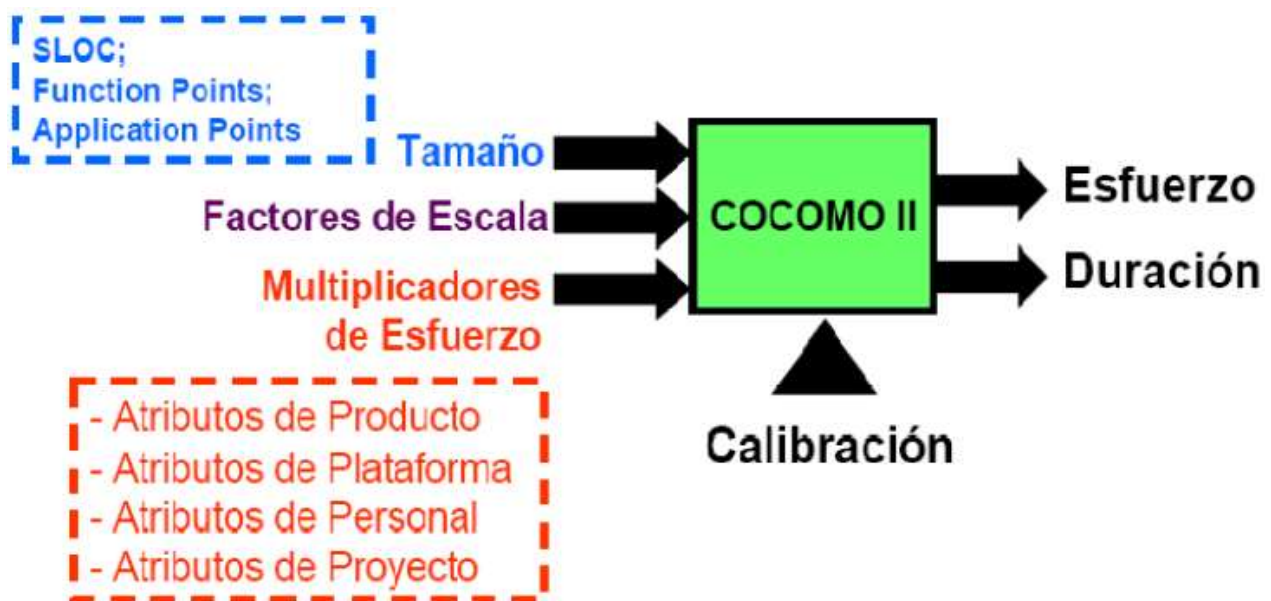 SLOC;
Function Points;
Application Points
Tamaño
Factores de Escala
Multiplicadores
de Esfuerzo
- Atributos de Producto
- Atributos de Plataforma
- Atributos de Personal
- Atributos de Proyecto
COCOMO II
Calibración
Esfuerzo
Duración